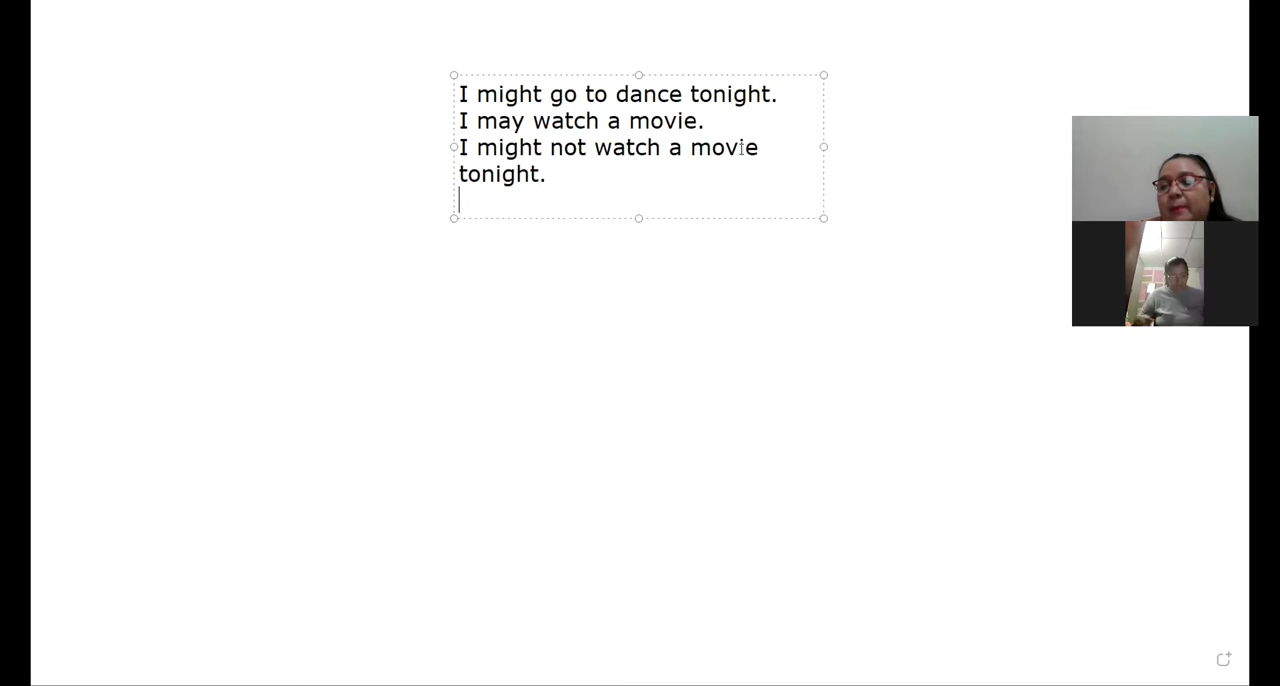 I might go to dance tonight.
I may watch a movie.
I might not watch a movie
tonight.